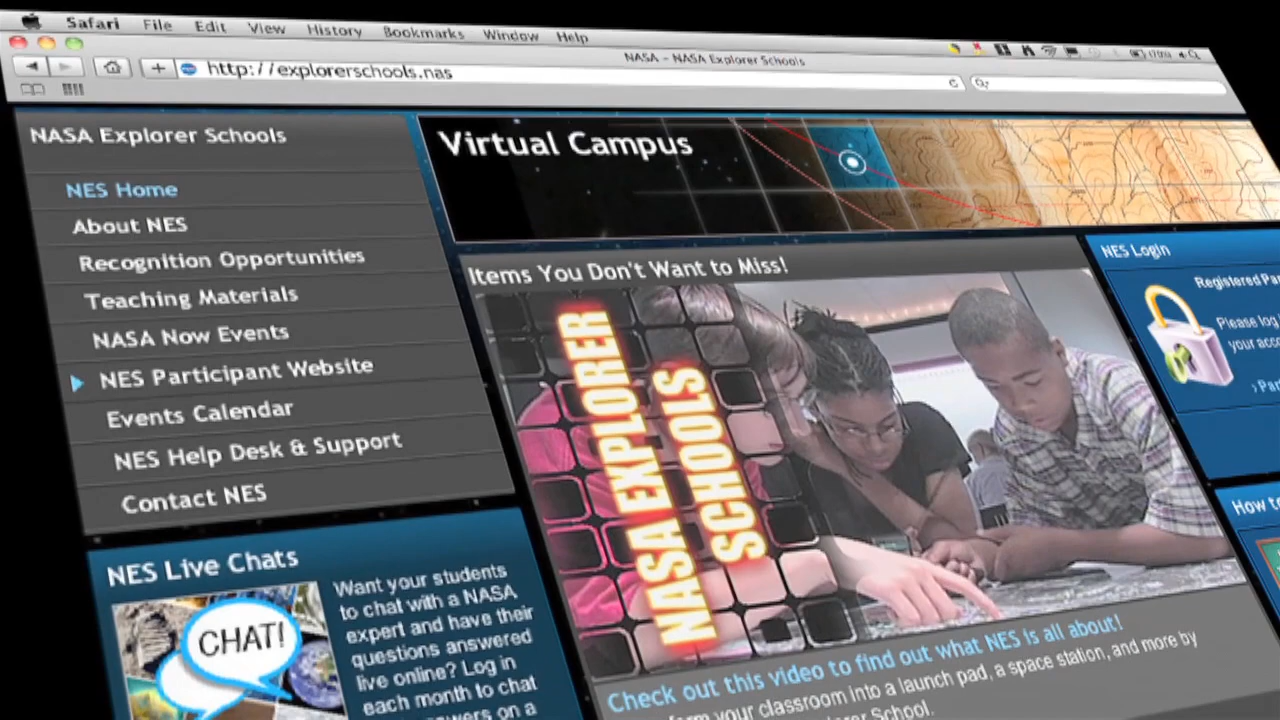 Safari File Edit View History Bookmarks Window Help
NASA – NASA Explorer Schools
http://explorerschools.nas
NASA Explorer Schools
NES Home
About NES
Recognition Opportunities
Teaching Materials
NASA Now Events
NES Participant Website
Events Calendar
NES Help Desk & Support
Contact NES
NES Live Chats
CHAT!
Want your students
to chat with a NASA
expert and have their
questions answered
live online? Log in
each month to chat
on a
Virtual Campus
Items You Don't Want to Miss!
NASA EXPLORER
SCHOOLS
Check out this video to find out what NES is all about!
your classroom into a launch pad, a space station, and more by
School.
NES Login
Registered Pa
Please log
your acco
› Par
How to